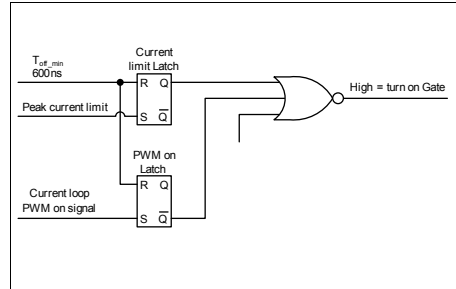 T_off_min
600ns
Current
limit Latch
R Q
Peak current limit
S Q̅
High = turn on Gate
PWM on
Latch
R Q
Current loop
PWM on signal
S Q̅